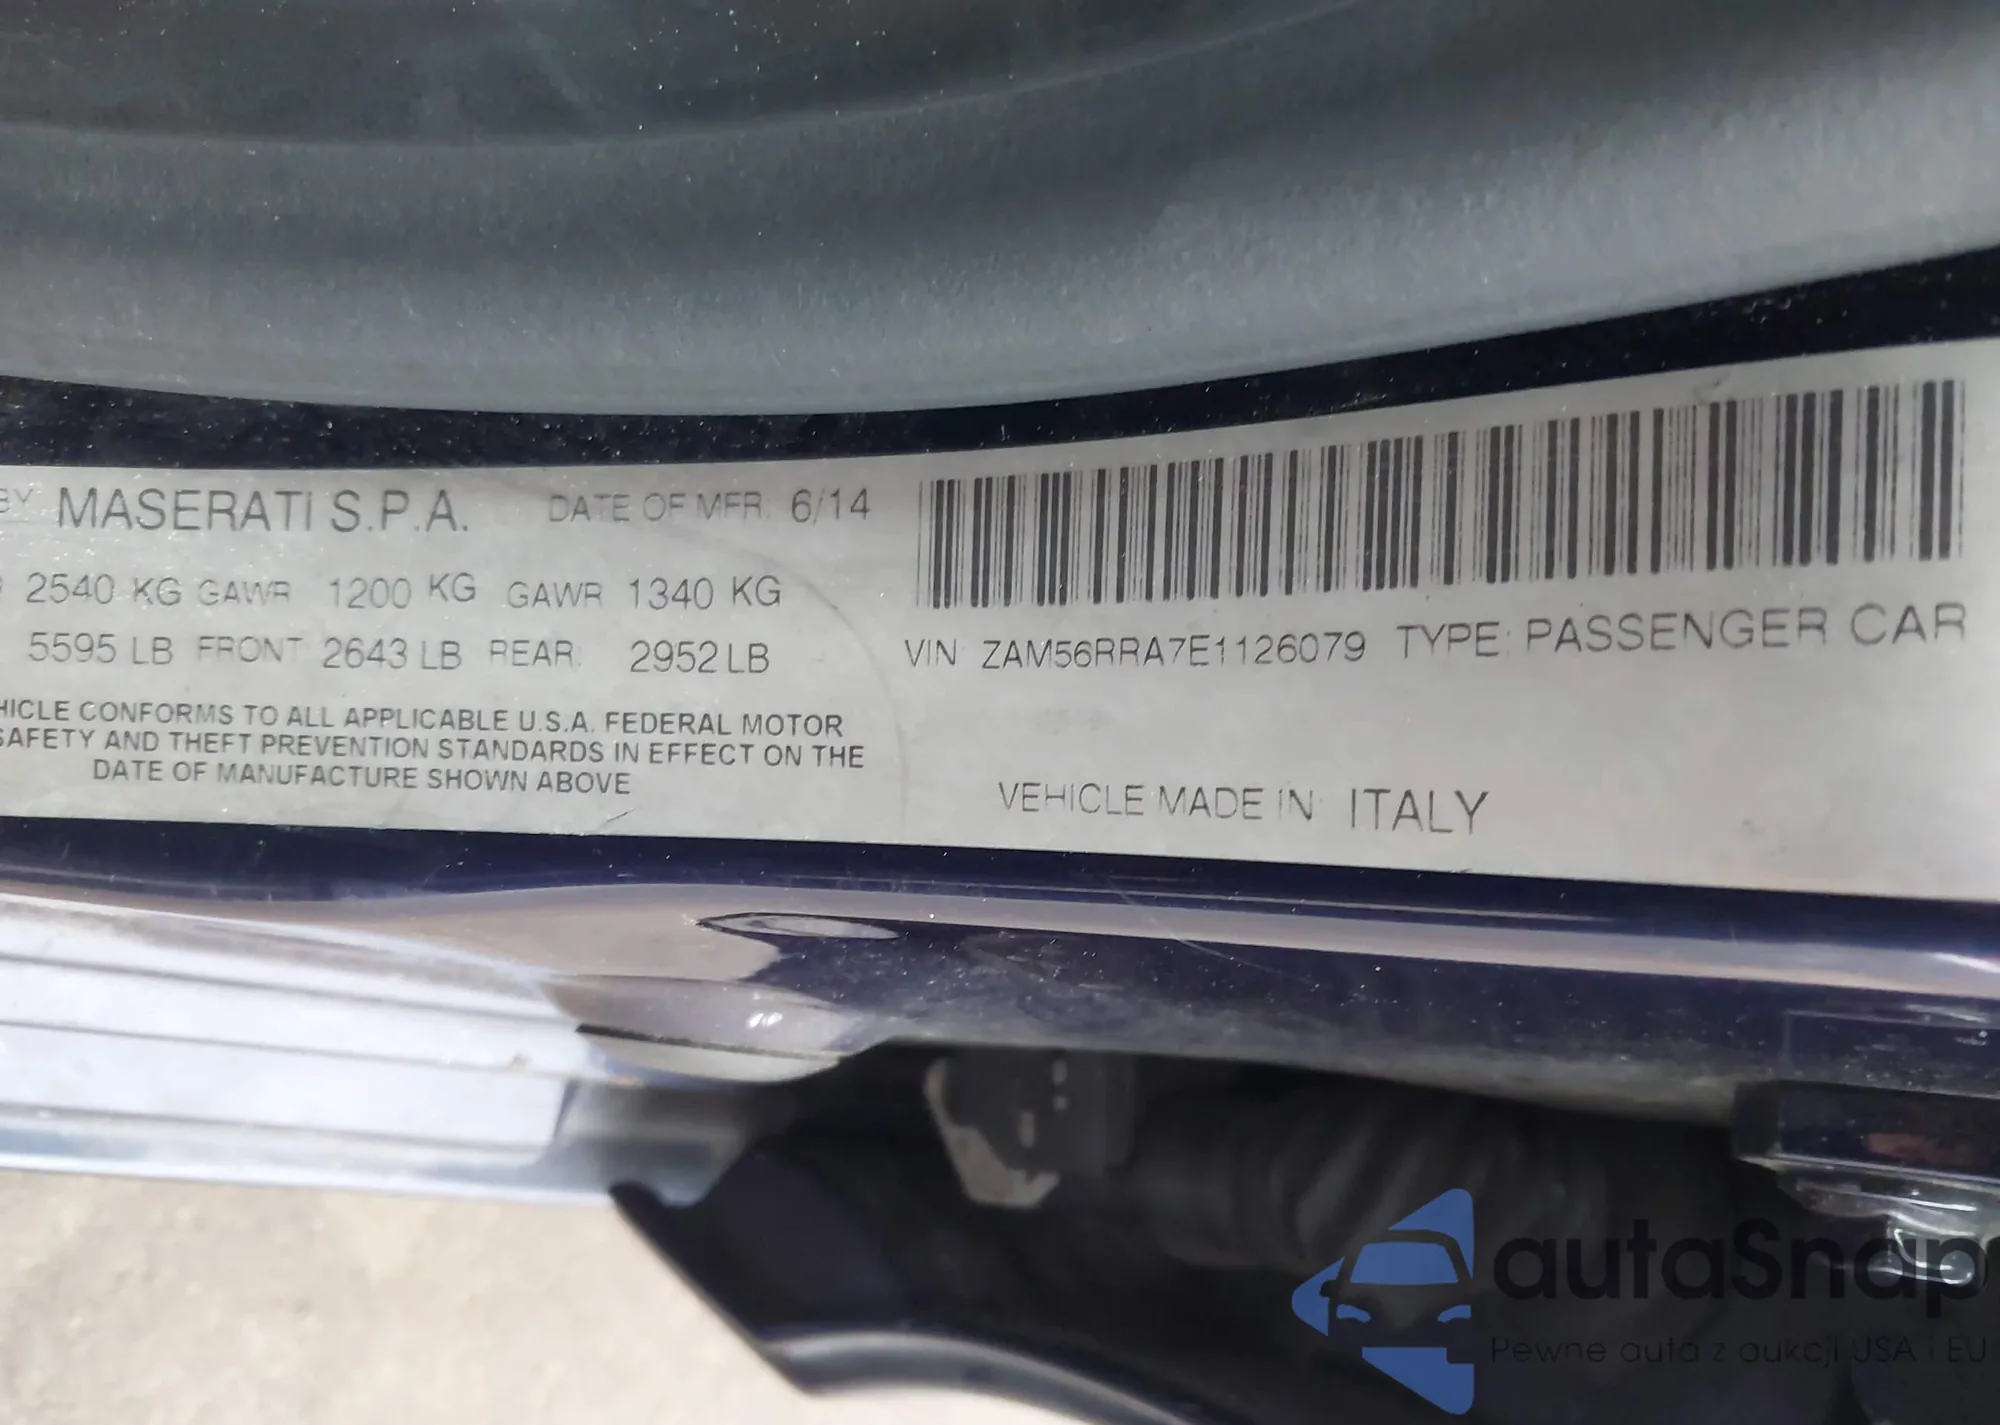 BY MASERATI S.P.A. DATE OF MFR. 6/14
2540 KG GAWR 1200 KG GAWR 1340 KG
5595 LB FRONT 2643 LB REAR: 2952 LB
HICLE CONFORMS TO ALL APPLICABLE U.S.A. FEDERAL MOTOR
SAFETY AND THEFT PREVENTION STANDARDS IN EFFECT ON THE
DATE OF MANUFACTURE SHOWN ABOVE
VIN ZAM56RRA7E1126079 TYPE: PASSENGER CAR
VEHICLE MADE IN ITALY
autaSnap
Pewne auta z aukcji USA i EU